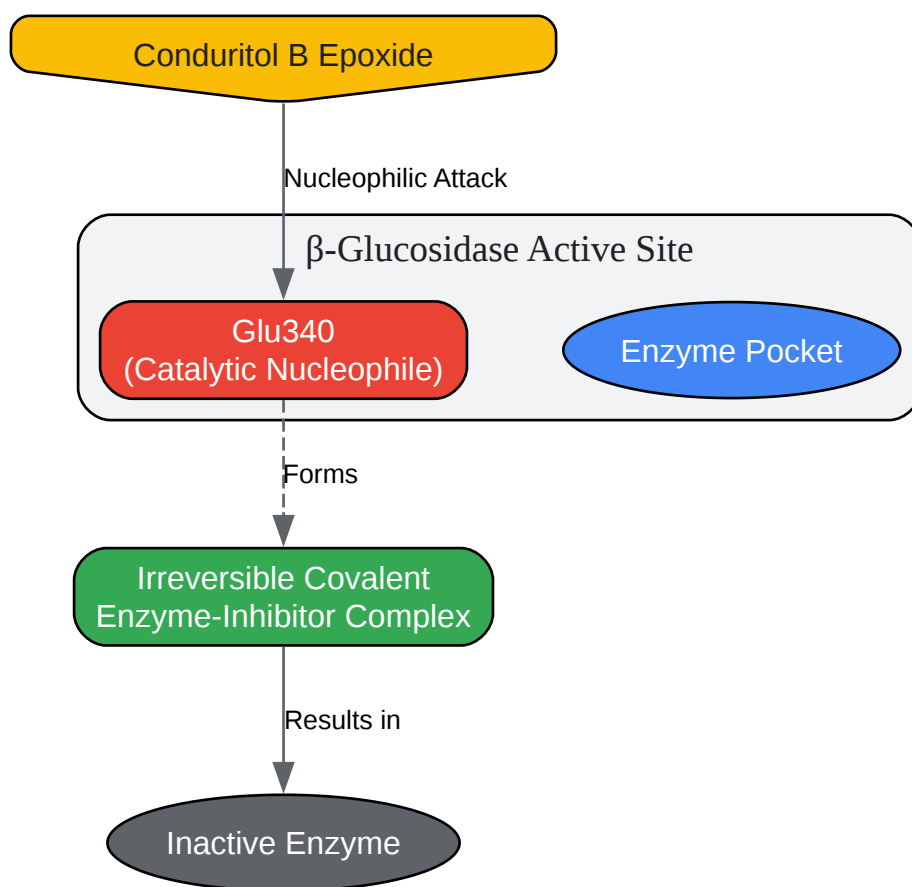 Conduritol B Epoxide
Nucleophilic Attack
β-Glucosidase Active Site
Glu340
(Catalytic Nucleophile)
Enzyme Pocket
Forms
Irreversible Covalent
Enzyme-Inhibitor Complex
Results in
Inactive Enzyme